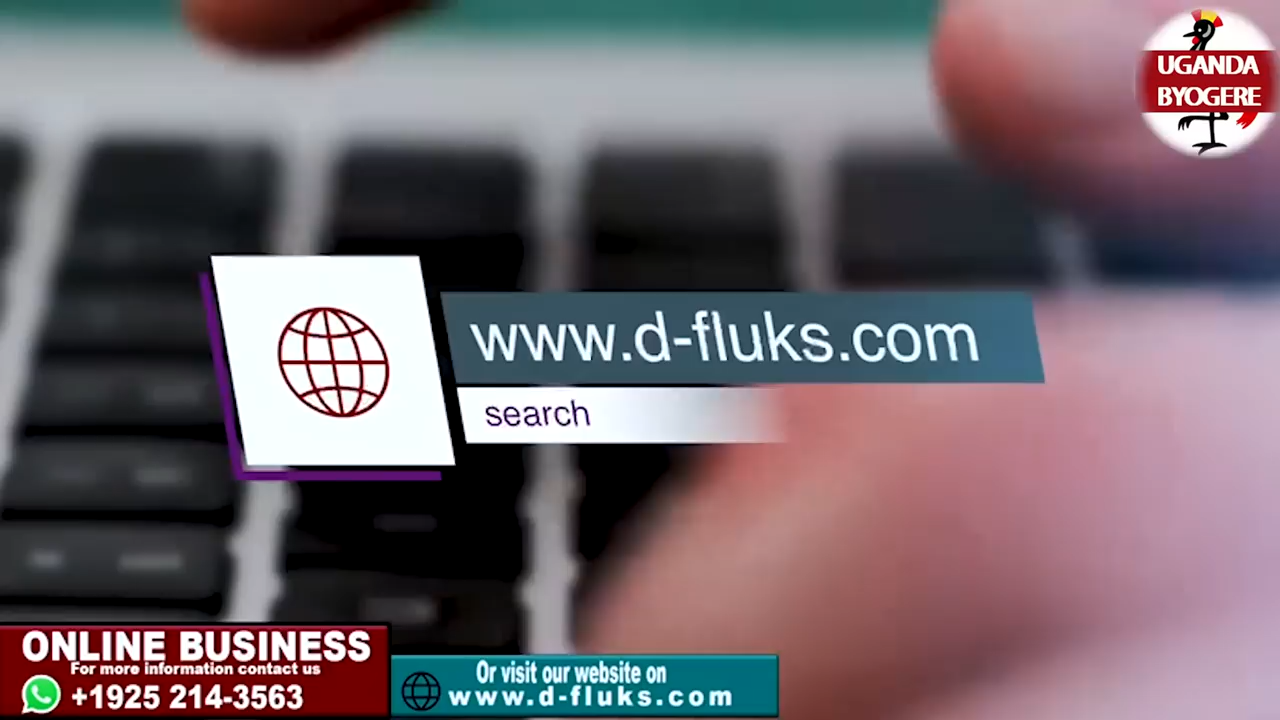 UGANDA
BYOGERE
www.d-fluks.com
search
ONLINE BUSINESS
For more information contact us
+1925 214-3563
Or visit our website on
www.d-fluks.com